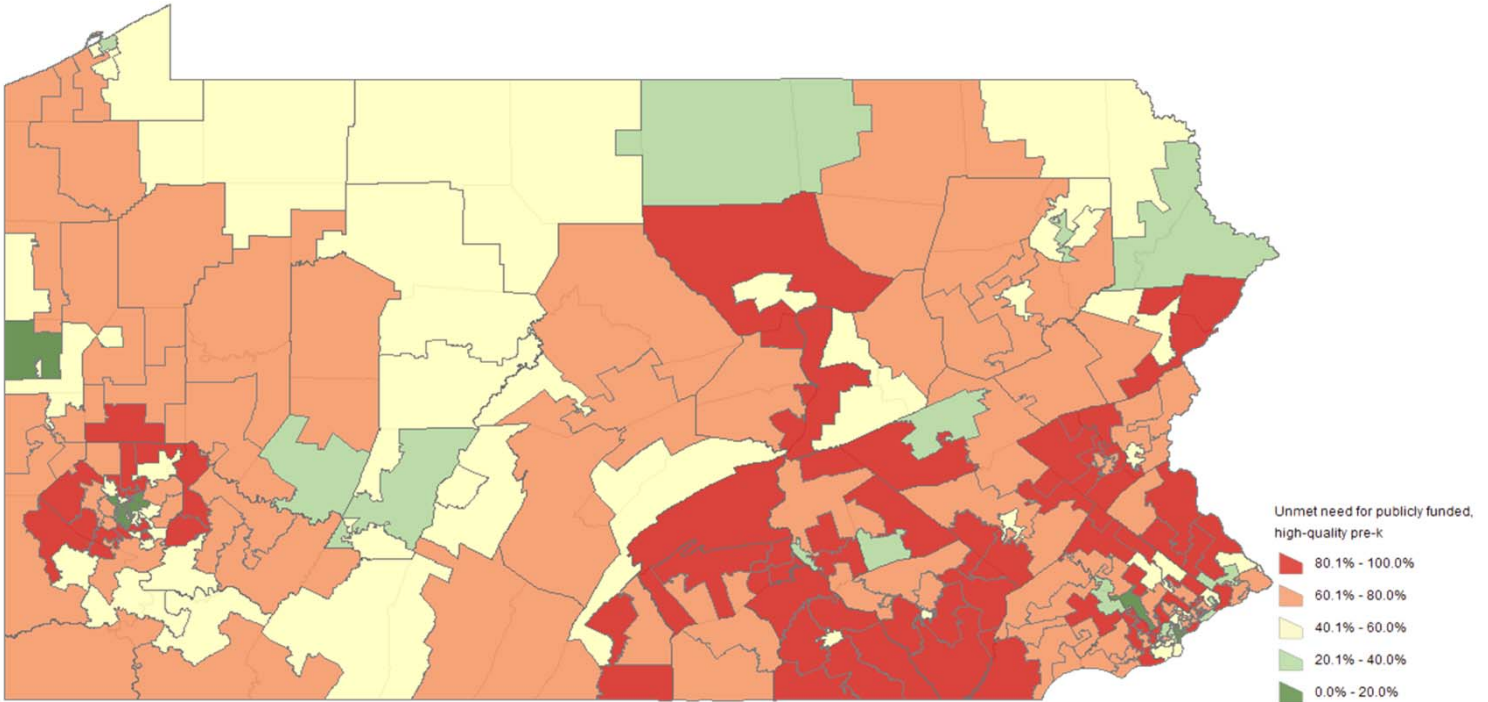 Unmet need for publicly funded,
high-quality pre-k
80.1% - 100.0%
60.1% - 80.0%
40.1% - 60.0%
20.1% - 40.0%
0.0% - 20.0%